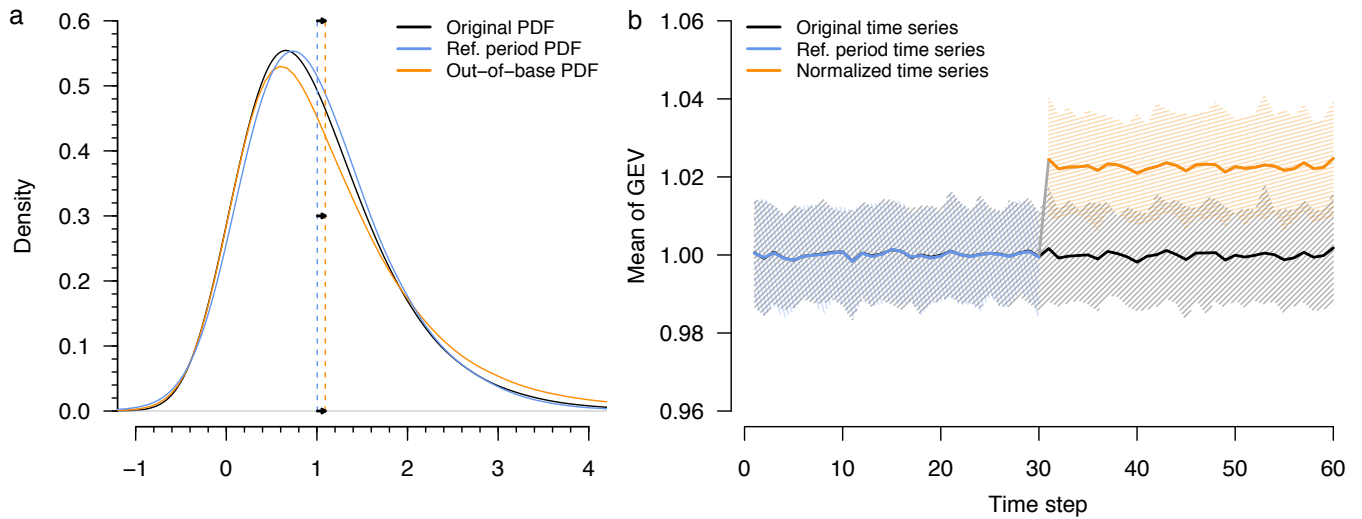 a
Original PDF
Ref. period PDF
Out−of−base PDF
Density
0.6
0.5
0.4
0.3
0.2
0.1
0.0
−1 0 1 2 3 4
b
Original time series
Ref. period time series
Normalized time series
Mean of GEV
1.06
1.04
1.02
1.00
0.98
0.96
0 10 20 30 40 50 60
Time step